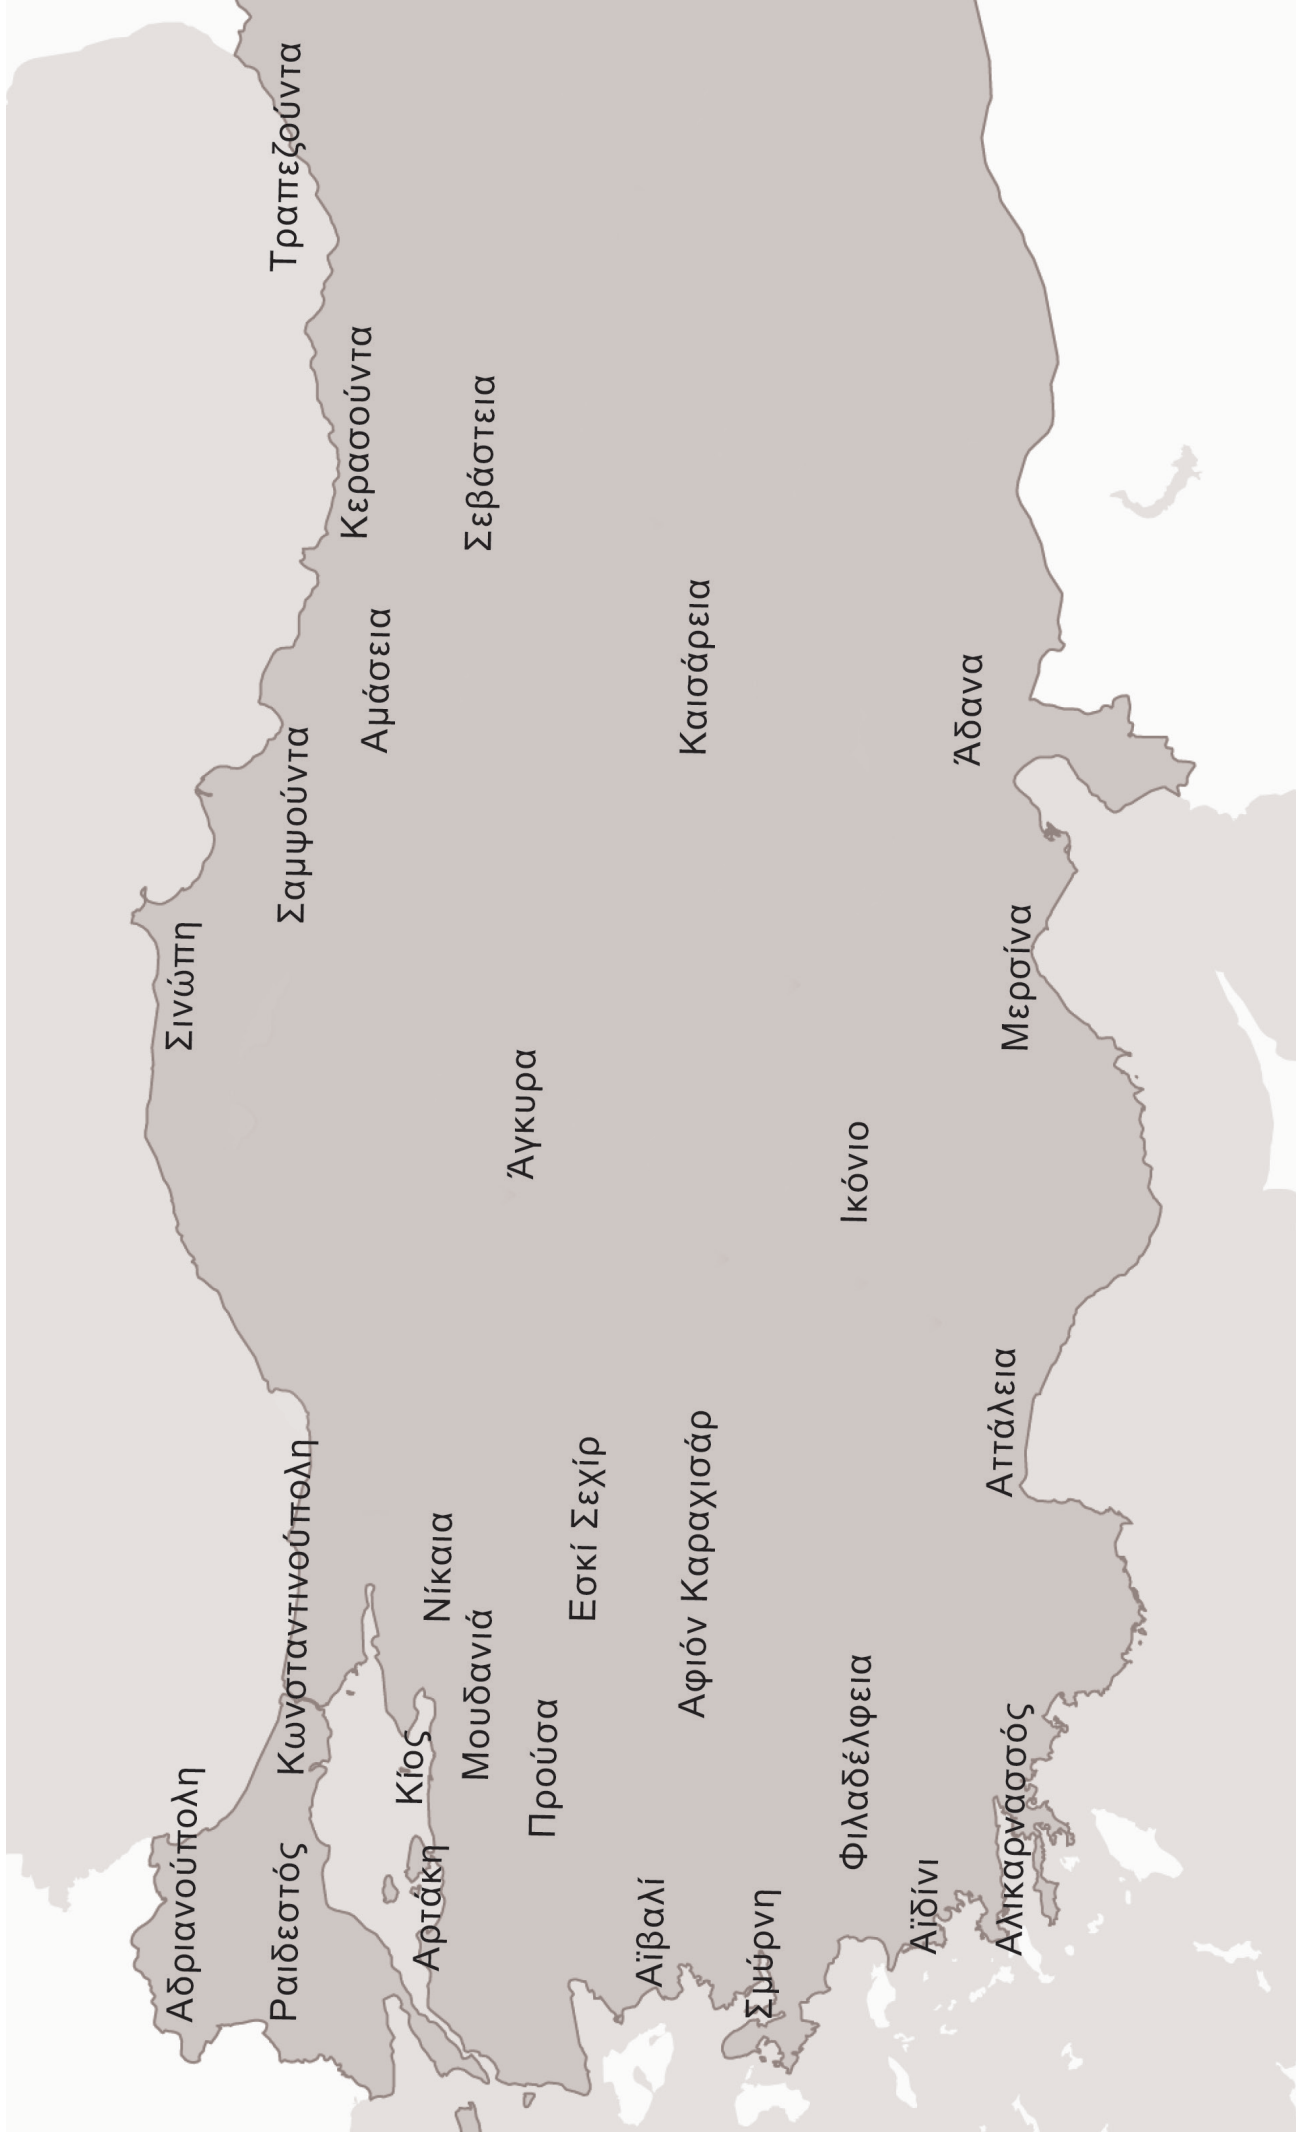 Σινώπη
Αδριανούπολη
Κωνσταντινούπολη
Σαμψούντα
Τραπεζούντα
Ραιδεστός
Κερασούντα
Αμάσεια
Κίος
Νίκαια
Αρτάκη
Μουδανιά
Σεβάστεια
Άγκυρα
Προύσα
Εσκί Σεχίρ
Αϊβαλί
Αφιόν Καραχισάρ
Καισάρεια
Σμύρνη
Φιλαδέλφεια
Ικόνιο
Αϊδίνι
Άδανα
Ατταλεια
Αλικαρνασσός
Μερσίνα